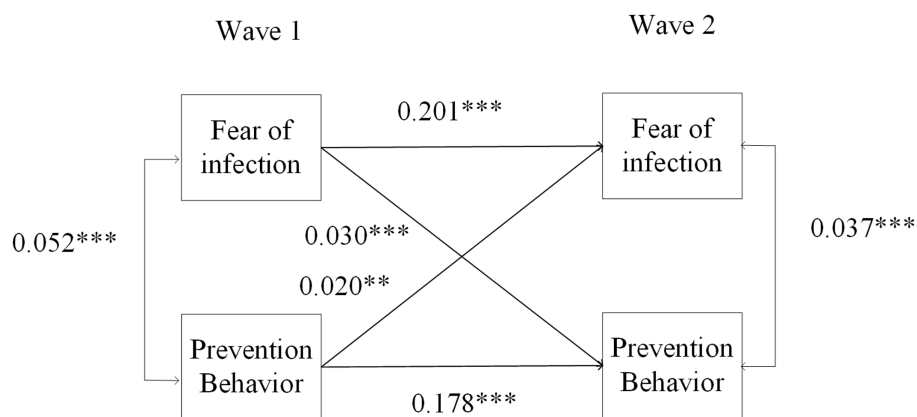 Wave 1
Wave 2
0.201***
Fear of
infection
Fear of
infection
0.052***
0.030***
0.037***
0.020**
Prevention
Behavior
Prevention
Behavior
0.178***